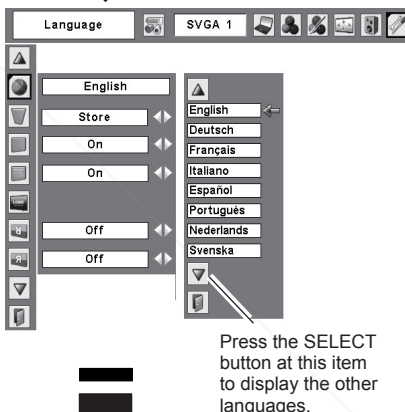 Language
SVGA 1
English
Store
On
On
Off
Off
English
Deutsch
Français
Italiano
Español
Português
Nederlands
Svenska
LOGO
Press the SELECT
button at this item
to display the other
languages.